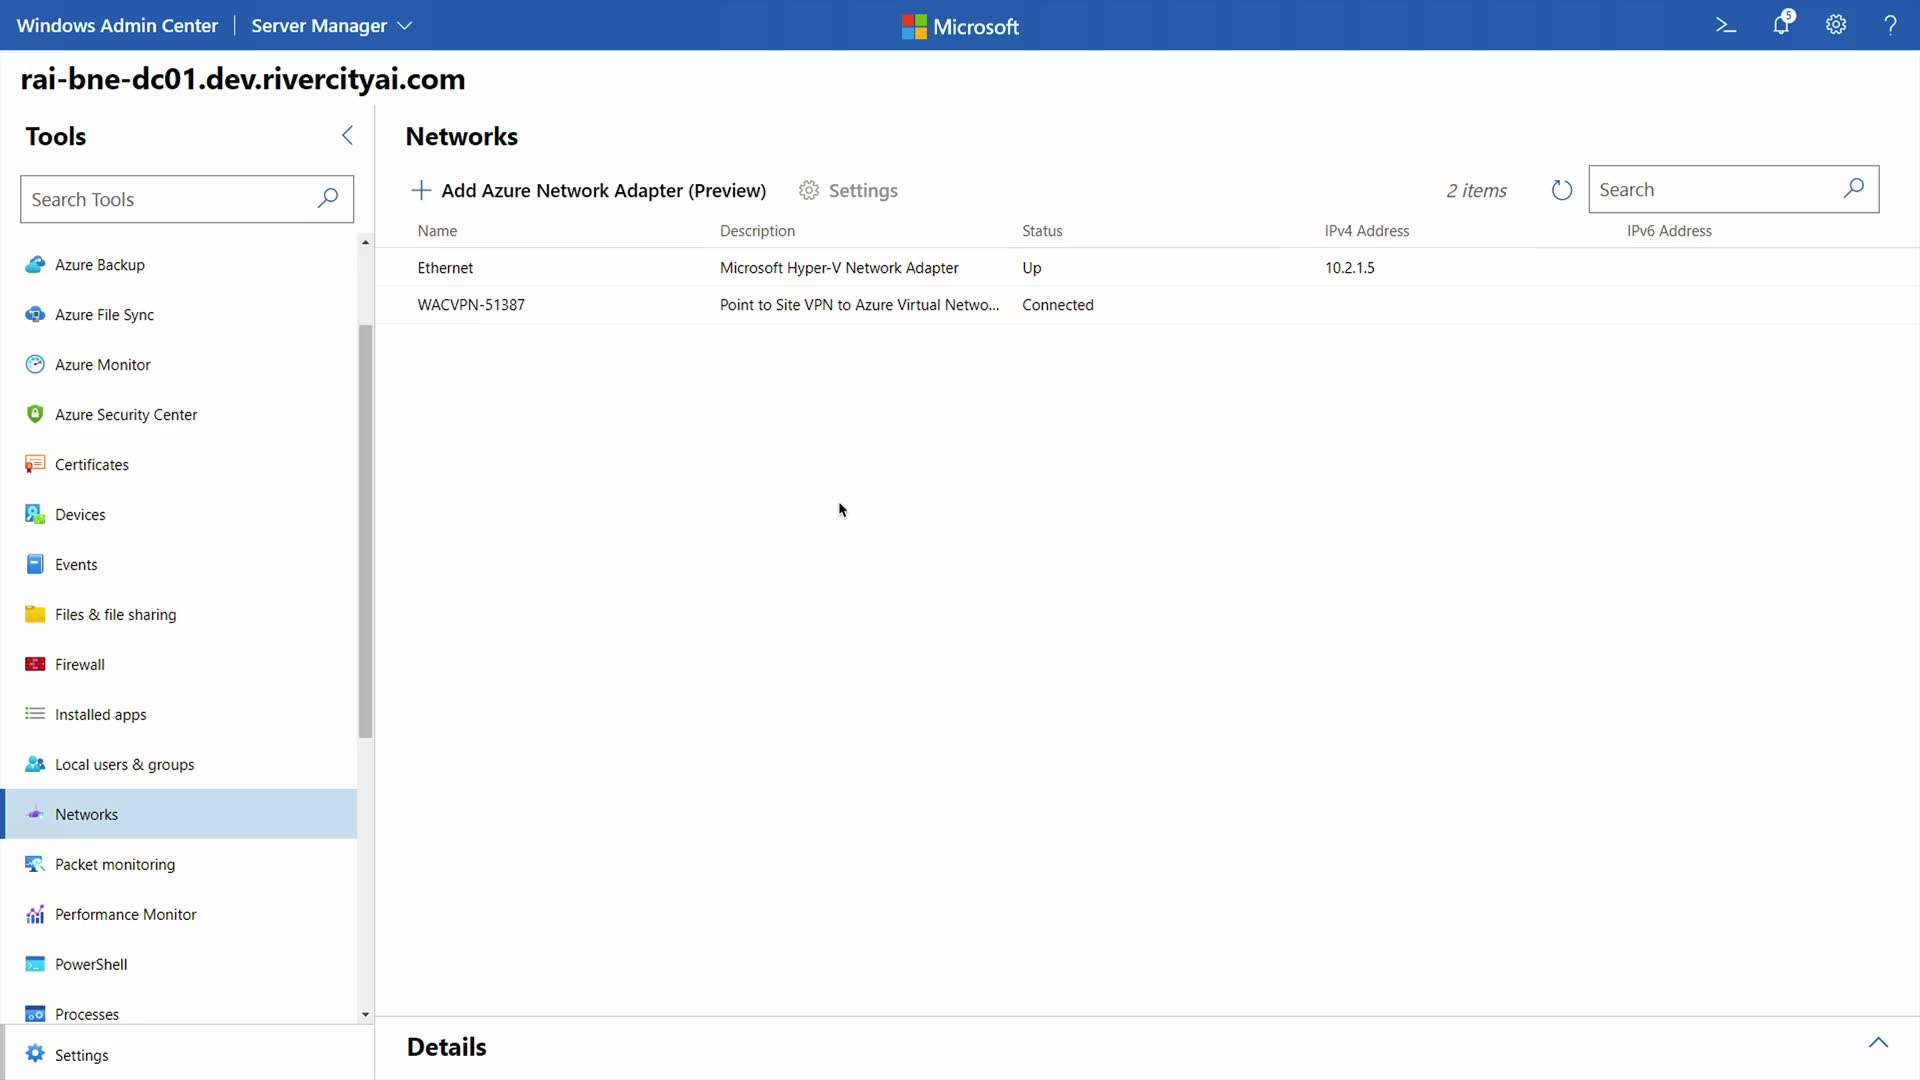 Windows Admin Center
Server Manager
Microsoft
>_
5
?
rai-bne-dc01.dev.rivercityai.com
Tools
Search Tools
Azure Backup
Azure File Sync
Azure Monitor
Azure Security Center
Certificates
Devices
Events
Files & file sharing
Firewall
Installed apps
Local users & groups
Networks
Packet monitoring
Performance Monitor
PowerShell
Processes
Settings
Networks
Add Azure Network Adapter (Preview)
Settings
2 items
Search
Name Description Status IPv4 Address IPv6 Address
Ethernet Microsoft Hyper-V Network Adapter Up 10.2.1.5
WACVPN-51387 Point to Site VPN to Azure Virtual Netwo... Connected
Details